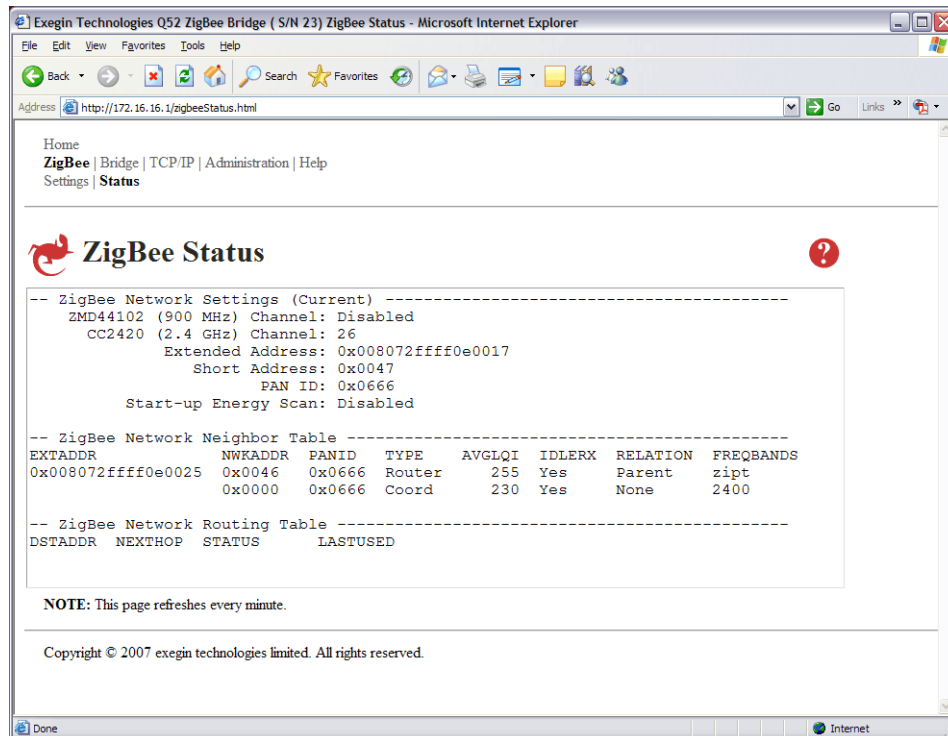 Exegin Technologies Q52 ZigBee Bridge ( S/N 23) ZigBee Status - Microsoft Internet Explorer
File Edit View Favorites Tools Help
Back Search Favorites
Address http://172.16.16.1/zigbeeStatus.html Go Links »
Home
ZigBee | Bridge | TCP/IP | Administration | Help
Settings | Status
ZigBee Status ?
-- ZigBee Network Settings (Current) ------------------------------------------
ZMD44102 (900 MHz) Channel: Disabled
CC2420 (2.4 GHz) Channel: 26
Extended Address: 0x008072ffff0e0017
Short Address: 0x0047
PAN ID: 0x0666
Start-up Energy Scan: Disabled
-- ZigBee Network Neighbor Table ----------------------------------------------
EXTADDR NWKADDR PANID TYPE AVGLQI IDLERX RELATION FREQBANDS
0x008072ffff0e0025 0x0046 0x0666 Router 255 Yes Parent zipt
0x0000 0x0666 Coord 230 Yes None 2400
-- ZigBee Network Routing Table -----------------------------------------------
DSTADDR NEXTHOP STATUS LASTUSED
NOTE: This page refreshes every minute.
Copyright © 2007 exegin technologies limited. All rights reserved.
Done Internet